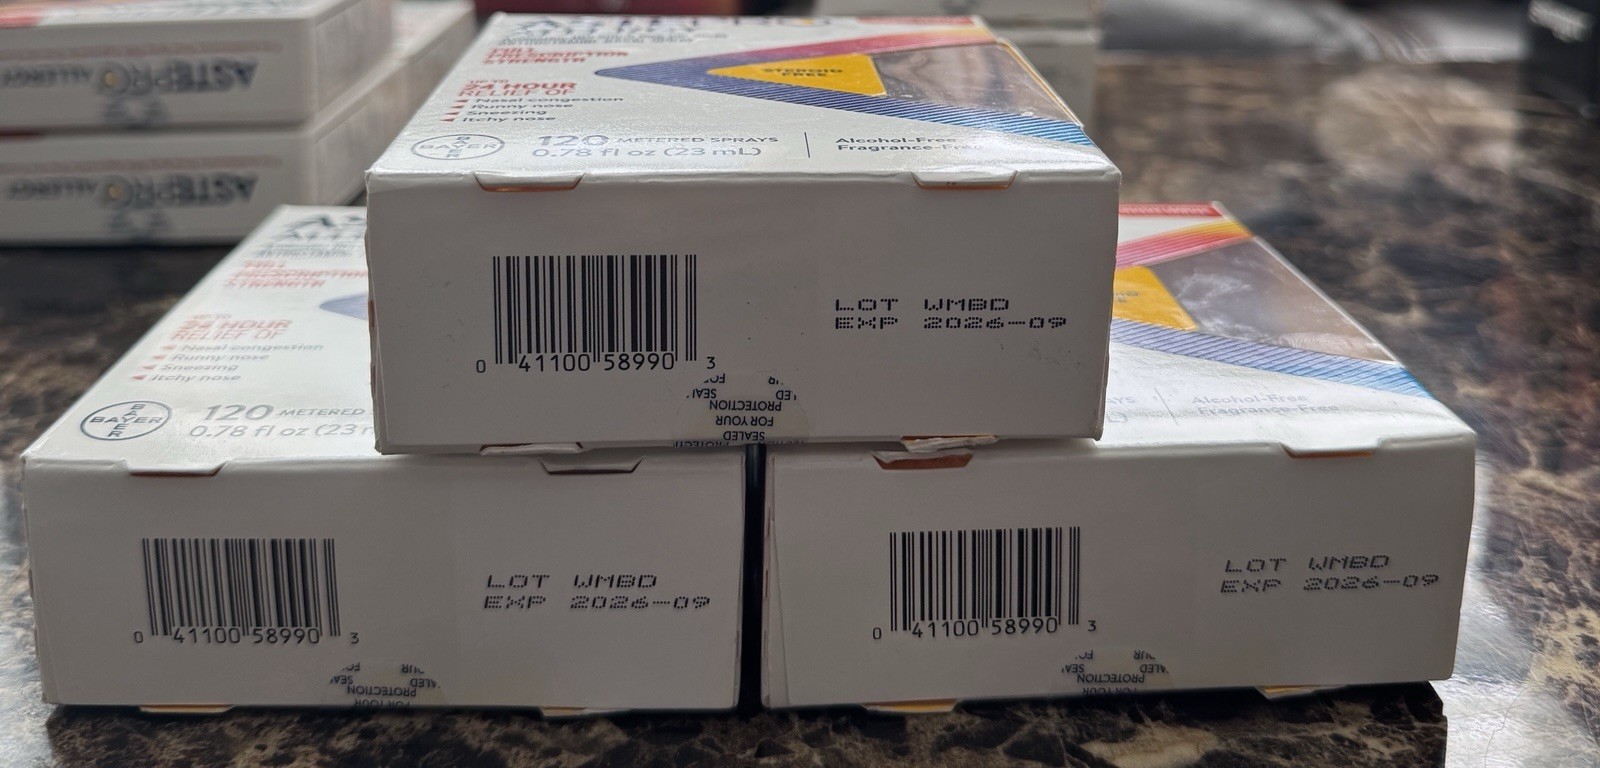 ASTEPRO
ALLERGY
ASTEPRO
ALLERGY
FULL
PRESCRIPTION
STRENGTH
UP TO
24 HOUR
RELIEF OF
Nasal congestion
Runny nose
Sneezing
Itchy nose
STEROID
FREE
BAYER
BAYER
120 METERED SPRAYS
0.78 fl oz (23 mL)
Alcohol-Free
Fragrance-Free
0 41100 58990 3
LOT WMBD
EXP 2026-09
SEALED
FOR YOUR
PROTECTION
FULL
PRESCRIPTION
STRENGTH
UP TO
24 HOUR
RELIEF OF
Nasal congestion
Runny nose
Sneezing
Itchy nose
BAYER
BAYER
120 METERED
0.78 fl oz (23
0 41100 58990 3
LOT WMBD
EXP 2026-09
FOR YOUR
PROTECTION
Alcohol-Free
Fragrance-Free
0 41100 58990 3
LOT WMBD
EXP 2026-09
FOR YOUR
PROTECTION